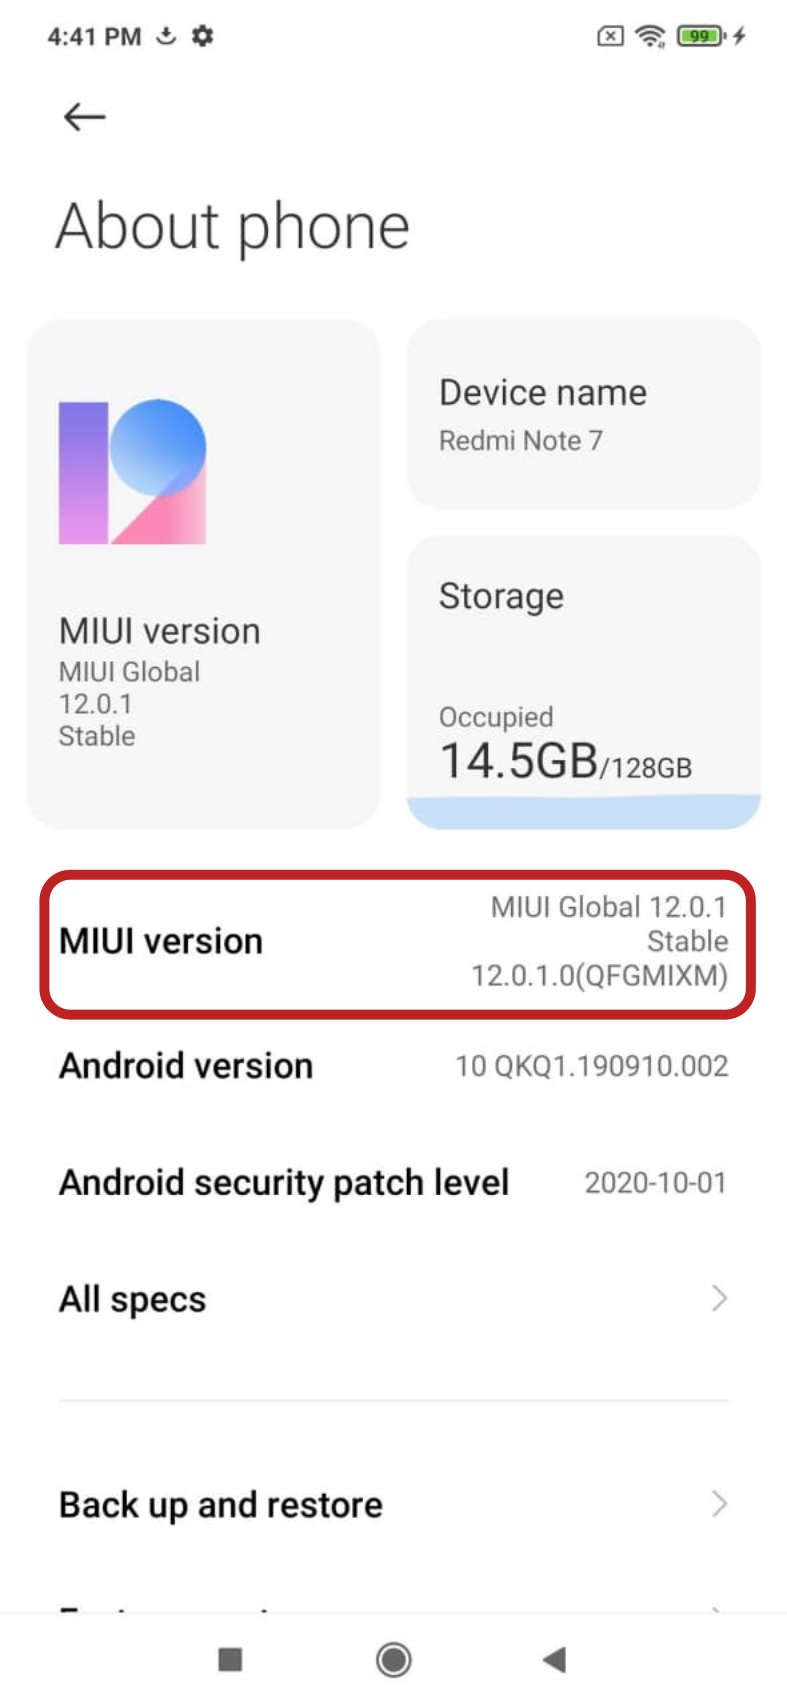 4:41 PM
99
About phone
MIUI version
MIUI Global
12.0.1
Stable
Device name
Redmi Note 7
Storage
Occupied
14.5GB/128GB
MIUI version
MIUI Global 12.0.1
Stable
12.0.1.0(QFGMIXM)
Android version
10 QKQ1.190910.002
Android security patch level
2020-10-01
All specs
Back up and restore